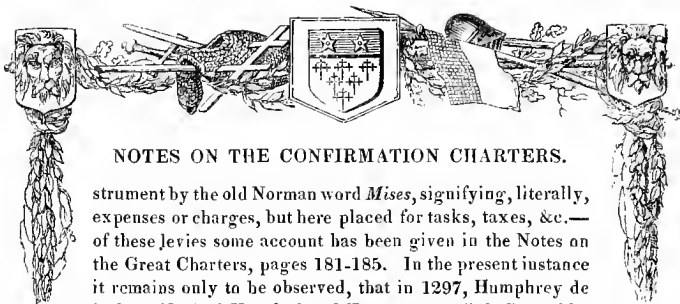 NOTES ON THE CONFIRMATION CHARTERS.
strument by the old Norman word Mises, signifying, literally,
expenses or charges, but here placed for tasks, taxes, &c.—
of these levies some account has been given in the Notes on
the Great Charters, pages 181-185. In the present instance
it remains only to be observed, that in 1297, Humphrey de